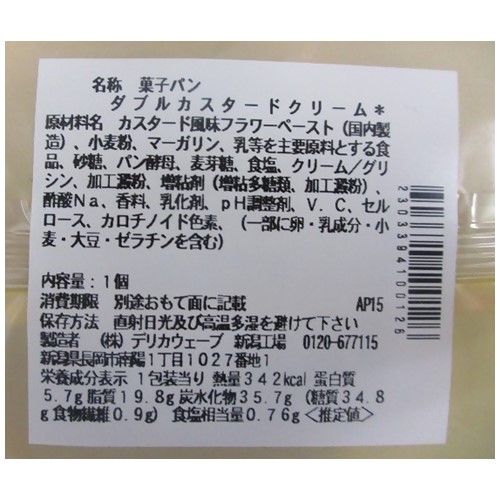 名称 菓子パン
ダブルカスタードクリーム*
原材料名 カスタード風味フラワーペースト(国内製
造)、小麦粉、マーガリン、乳等を主要原料とする食
品、砂糖、パン酵母、麦芽糖、食塩、クリーム/グリ
シン、加工澱粉、増粘剤(増粘多糖類、加工澱粉)、
酢酸Na、香料、乳化剤、pH調整剤、V.C、セル
ロース、カロチノイド色素、(一部に卵・乳成分・小
麦・大豆・ゼラチンを含む)
内容量:1個
消費期限 別途おもて面に記載 AP15
保存方法 直射日光及び高温多湿を避けて下さい
製造者 (株)デリカウェーブ 新潟工場 0120-677115
新潟県長岡市南陽1丁目1027番地1
栄養成分表示 1包装当り 熱量342kcal 蛋白質
5.7g 脂質19.8g 炭水化物35.7g (糖質34.8
g 食物繊維0.9g) 食塩相当量0.76g<推定値>
2303394100126